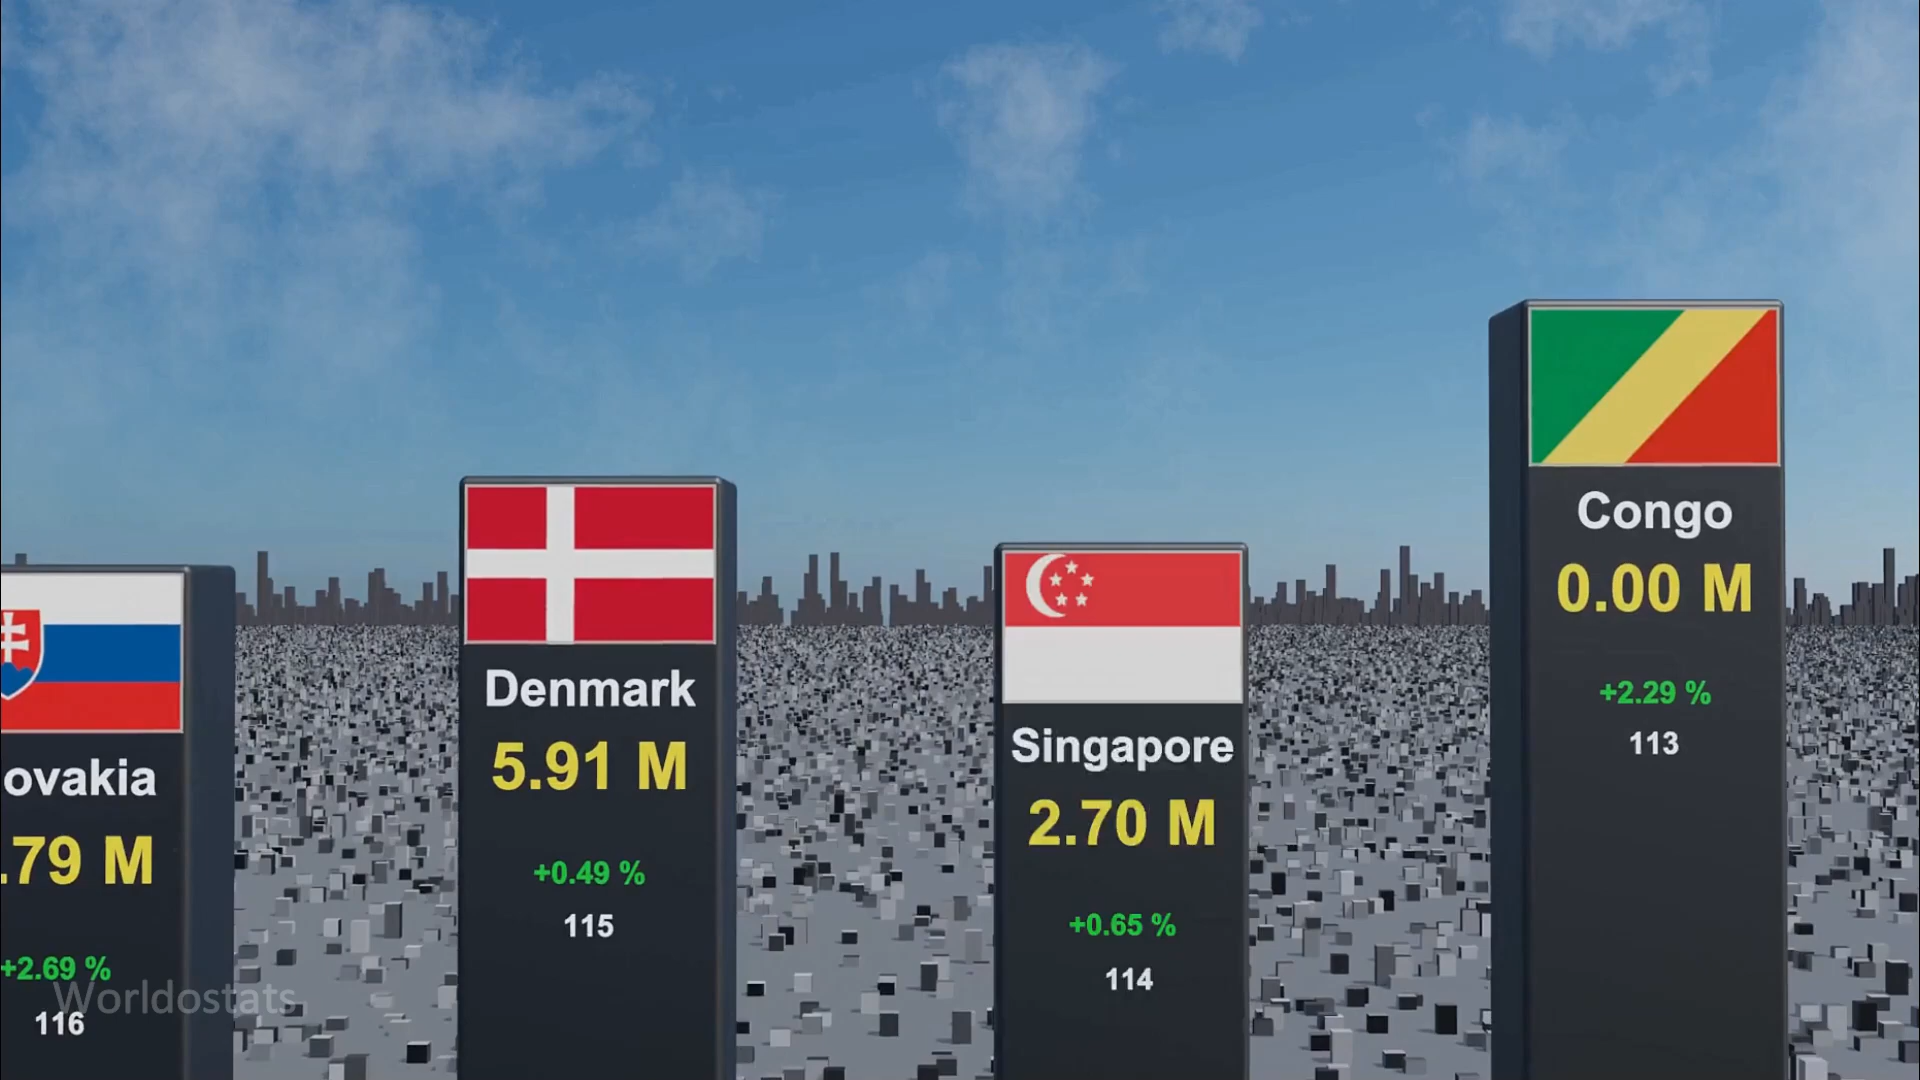 ovakia
.79 M
+2.69 %
116
Denmark
5.91 M
+0.49 %
115
Singapore
2.70 M
+0.65 %
114
Congo
0.00 M
+2.29 %
113
Worldostats